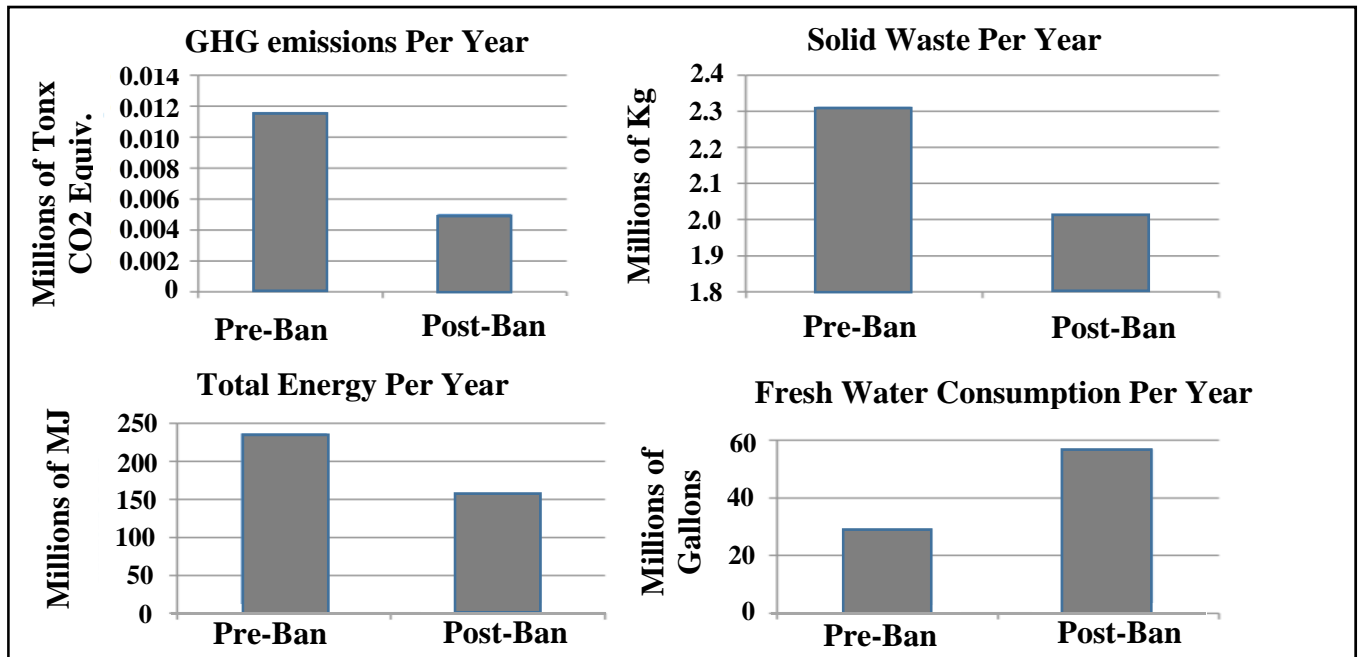 GHG emissions Per Year
Millions of Tonx
CO2 Equiv.
0.014
0.012
0.010
0.008
0.006
0.004
0.002
0
Pre-Ban
Post-Ban
Solid Waste Per Year
Millions of Kg
2.4
2.3
2.2
2.1
2.0
1.9
1.8
Pre-Ban
Post-Ban
Total Energy Per Year
Millions of MJ
250
200
150
100
50
0
Pre-Ban
Post-Ban
Fresh Water Consumption Per Year
Millions of
Gallons
60
40
20
0
Pre-Ban
Post-Ban